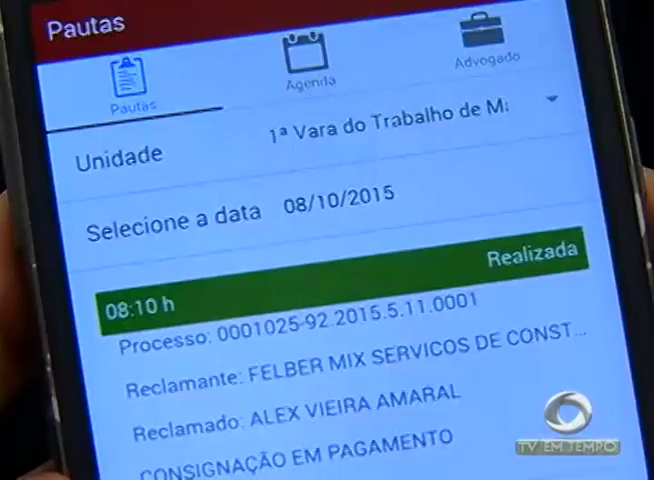 Pautas
Pautas
Agenda
Advogado
Unidade 1ª Vara do Trabalho de Ma
Selecione a data 08/10/2015
08:10 h Realizada
Processo: 0001025-92.2015.5.11.0001
Reclamante: FELBER MIX SERVICOS DE CONST...
Reclamado: ALEX VIEIRA AMARAL
CONSIGNAÇÃO EM PAGAMENTO
TV EM TEMPO